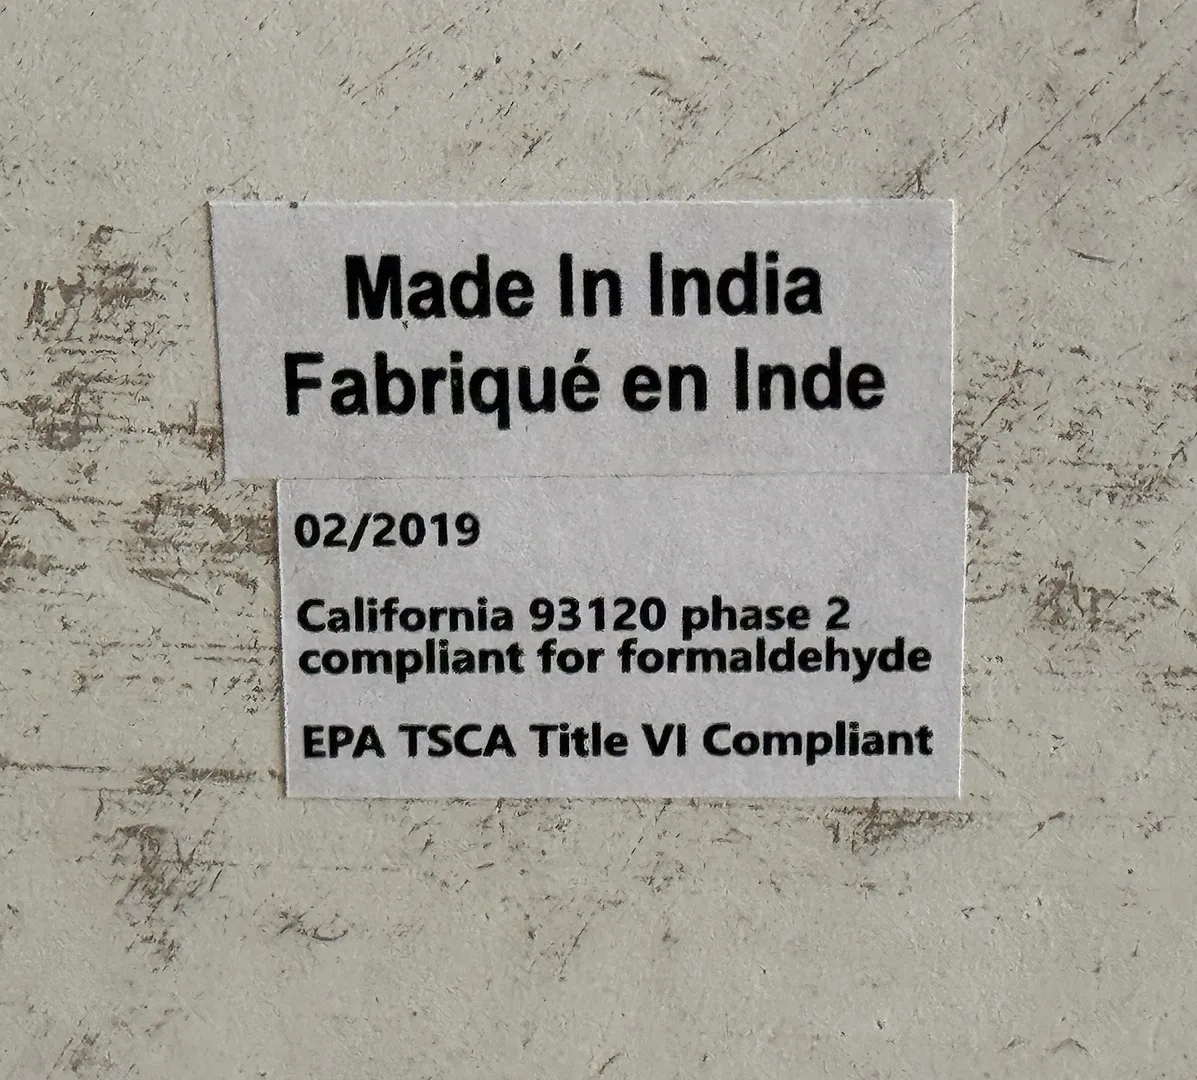 Made In India
Fabriqué en Inde
02/2019
California 93120 phase 2
compliant for formaldehyde
EPA TSCA Title VI Compliant